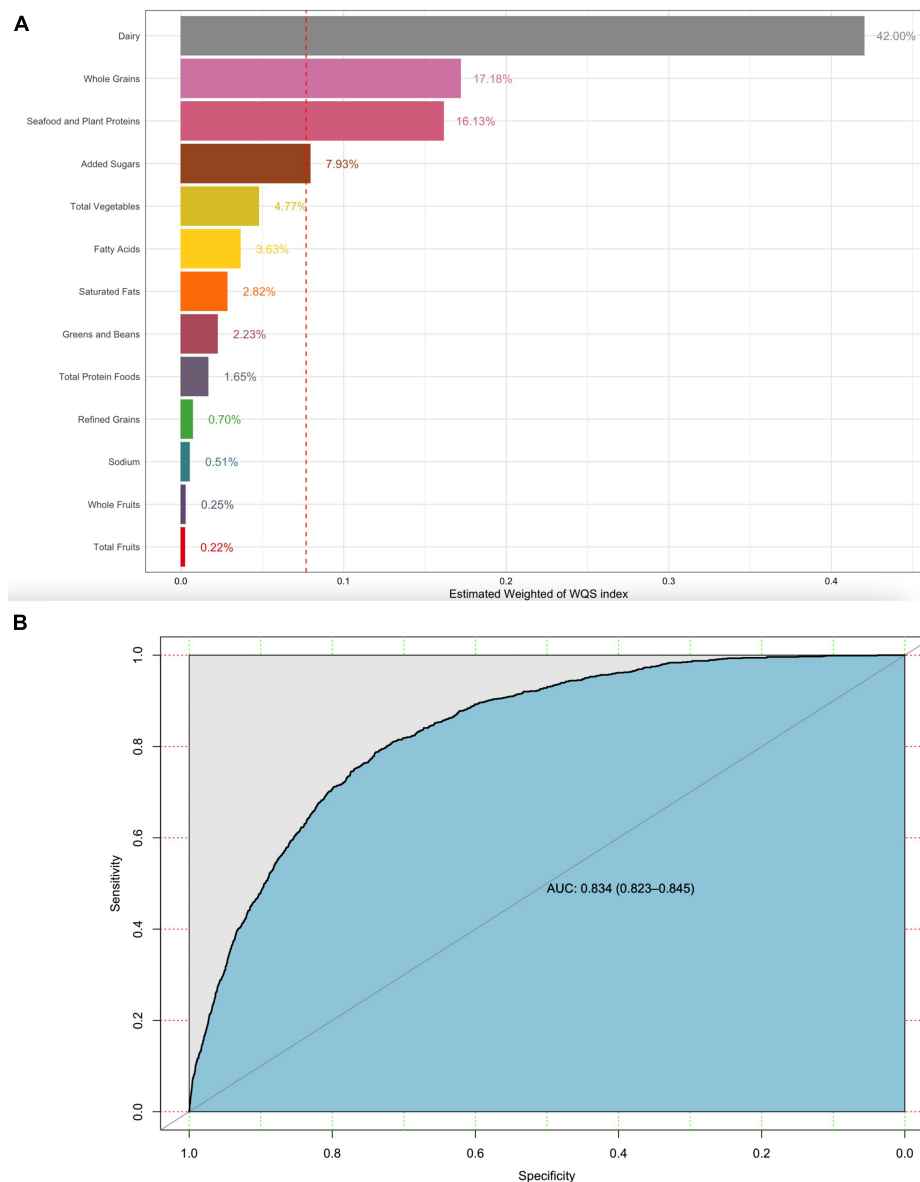 A
Dairy 42.00%
Whole Grains 17.18%
Seafood and Plant Proteins 16.13%
Added Sugars 7.93%
Total Vegetables 4.77%
Fatty Acids 3.63%
Saturated Fats 2.82%
Greens and Beans 2.23%
Total Protein Foods 1.65%
Refined Grains 0.70%
Sodium 0.51%
Whole Fruits 0.25%
Total Fruits 0.22%
0.0 0.1 0.2 0.3 0.4
Estimated Weighted of WQS index
B
1.0
0.8
0.6
0.4
0.2
0.0
Sensitivity
AUC: 0.834 (0.823–0.845)
1.0 0.8 0.6 0.4 0.2 0.0
Specificity